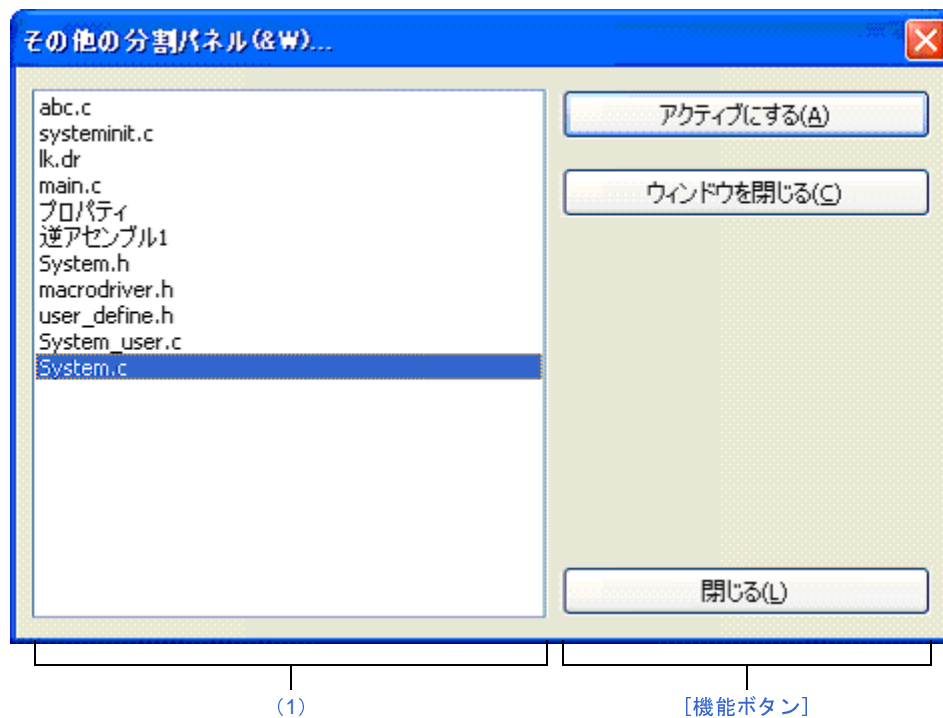 その他の分割パネル(&W)...
abc.c
systeminit.c
lk.dr
main.c
プロパティ
逆アセンブル1
System.h
macrodriver.h
user_define.h
System_user.c
System.c
アクティブにする(A)
ウィンドウを閉じる(C)
閉じる(L)
(1)
[機能ボタン]